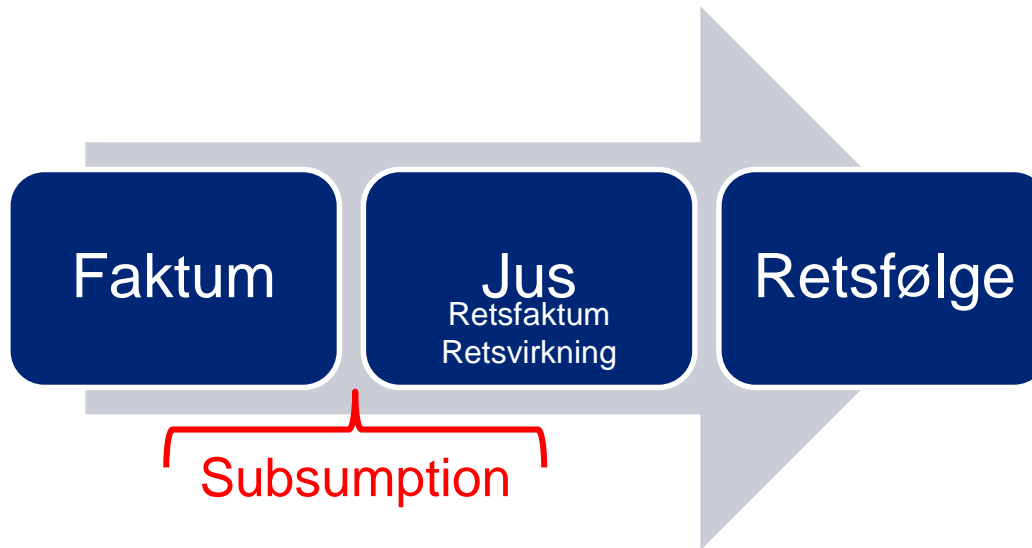 Faktum
Jus
Retsfaktum
Retsvirkning
Retsfølge
Subsumption